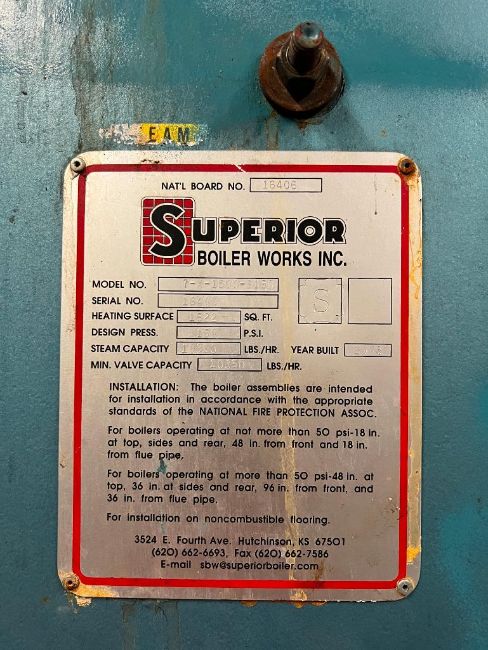 EAM
NAT'L BOARD NO. 16406
SUPERIOR
BOILER WORKS INC.
MODEL NO.
SERIAL NO.
S
HEATING SURFACE SQ. FT.
DESIGN PRESS. P.S.I.
STEAM CAPACITY LBS./HR. YEAR BUILT
MIN. VALVE CAPACITY LBS./HR.
INSTALLATION: The boiler assemblies are intended
for installation in accordance with the appropriate
standards of the NATIONAL FIRE PROTECTION ASSOC.
For boilers operating at not more than 50 psi-18 in.
at top, sides and rear, 48 in. from front and 18 in.
from flue pipe.
For boilers operating at more than 50 psi-48 in. at
top, 36 in. at sides and rear, 96 in. from front, and
36 in. from flue pipe.
For installation on noncombustible flooring.
3524 E. Fourth Ave. Hutchinson, KS 67501
(620) 662-6693, Fax (620) 662-7586
E-mail sbw@superiorboiler.com